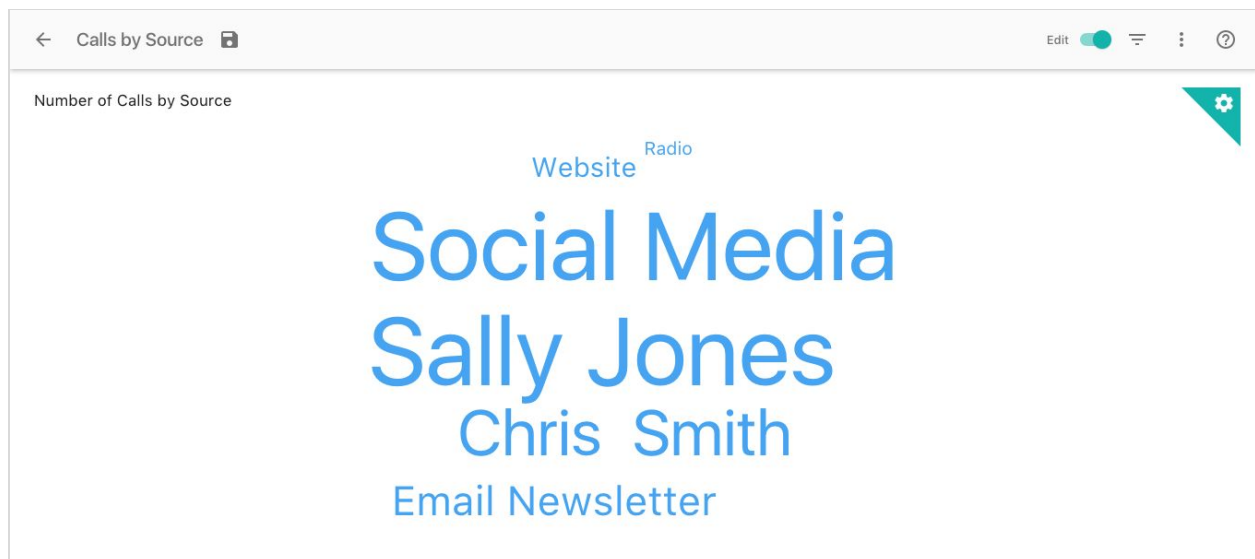 Calls by Source
Edit
Number of Calls by Source
Radio
Website
Social Media
Sally Jones
Chris Smith
Email Newsletter